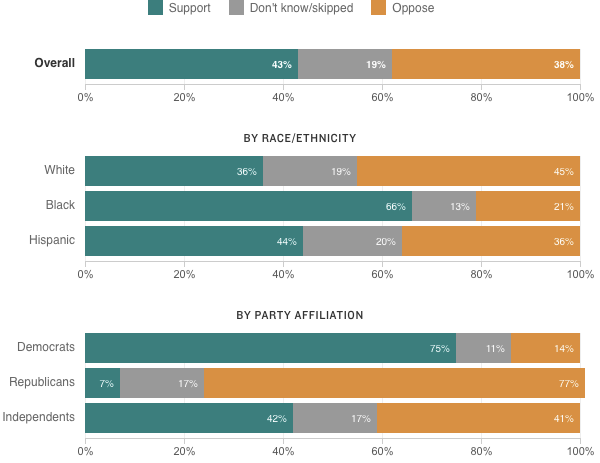 Support Don't know/skipped Oppose
Overall 43% 19% 38%
0% 20% 40% 60% 80% 100%
BY RACE/ETHNICITY
White 36% 19% 45%
Black 66% 13% 21%
Hispanic 44% 20% 36%
0% 20% 40% 60% 80% 100%
BY PARTY AFFILIATION
Democrats 75% 11% 14%
Republicans 7% 17% 77%
Independents 42% 17% 41%
0% 20% 40% 60% 80% 100%